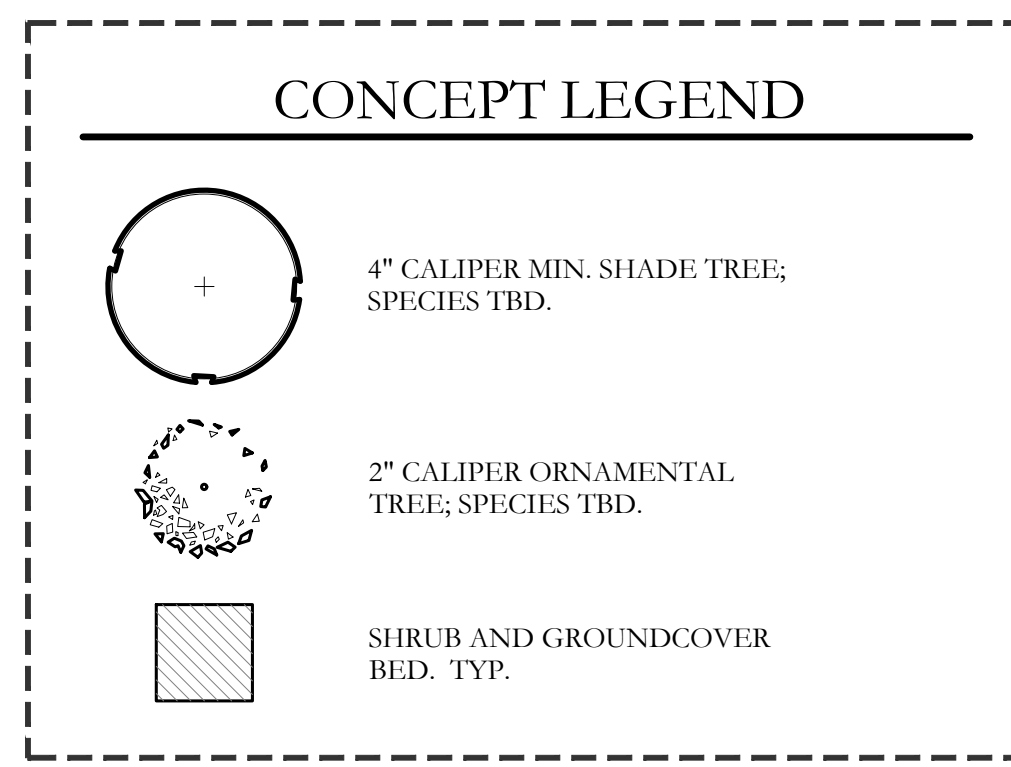 CONCEPT LEGEND
4" CALIPER MIN. SHADE TREE;
SPECIES TBD.
2" CALIPER ORNAMENTAL
TREE; SPECIES TBD.
SHRUB AND GROUNDCOVER
BED.  TYP.